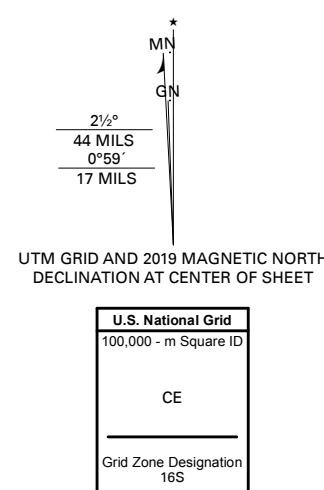 ★
MN
GN
2½°
44 MILS
0°59´
17 MILS
UTM GRID AND 2019 MAGNETIC NORTH
DECLINATION AT CENTER OF SHEET
U.S. National Grid
100,000 - m Square ID
CE
Grid Zone Designation
16S